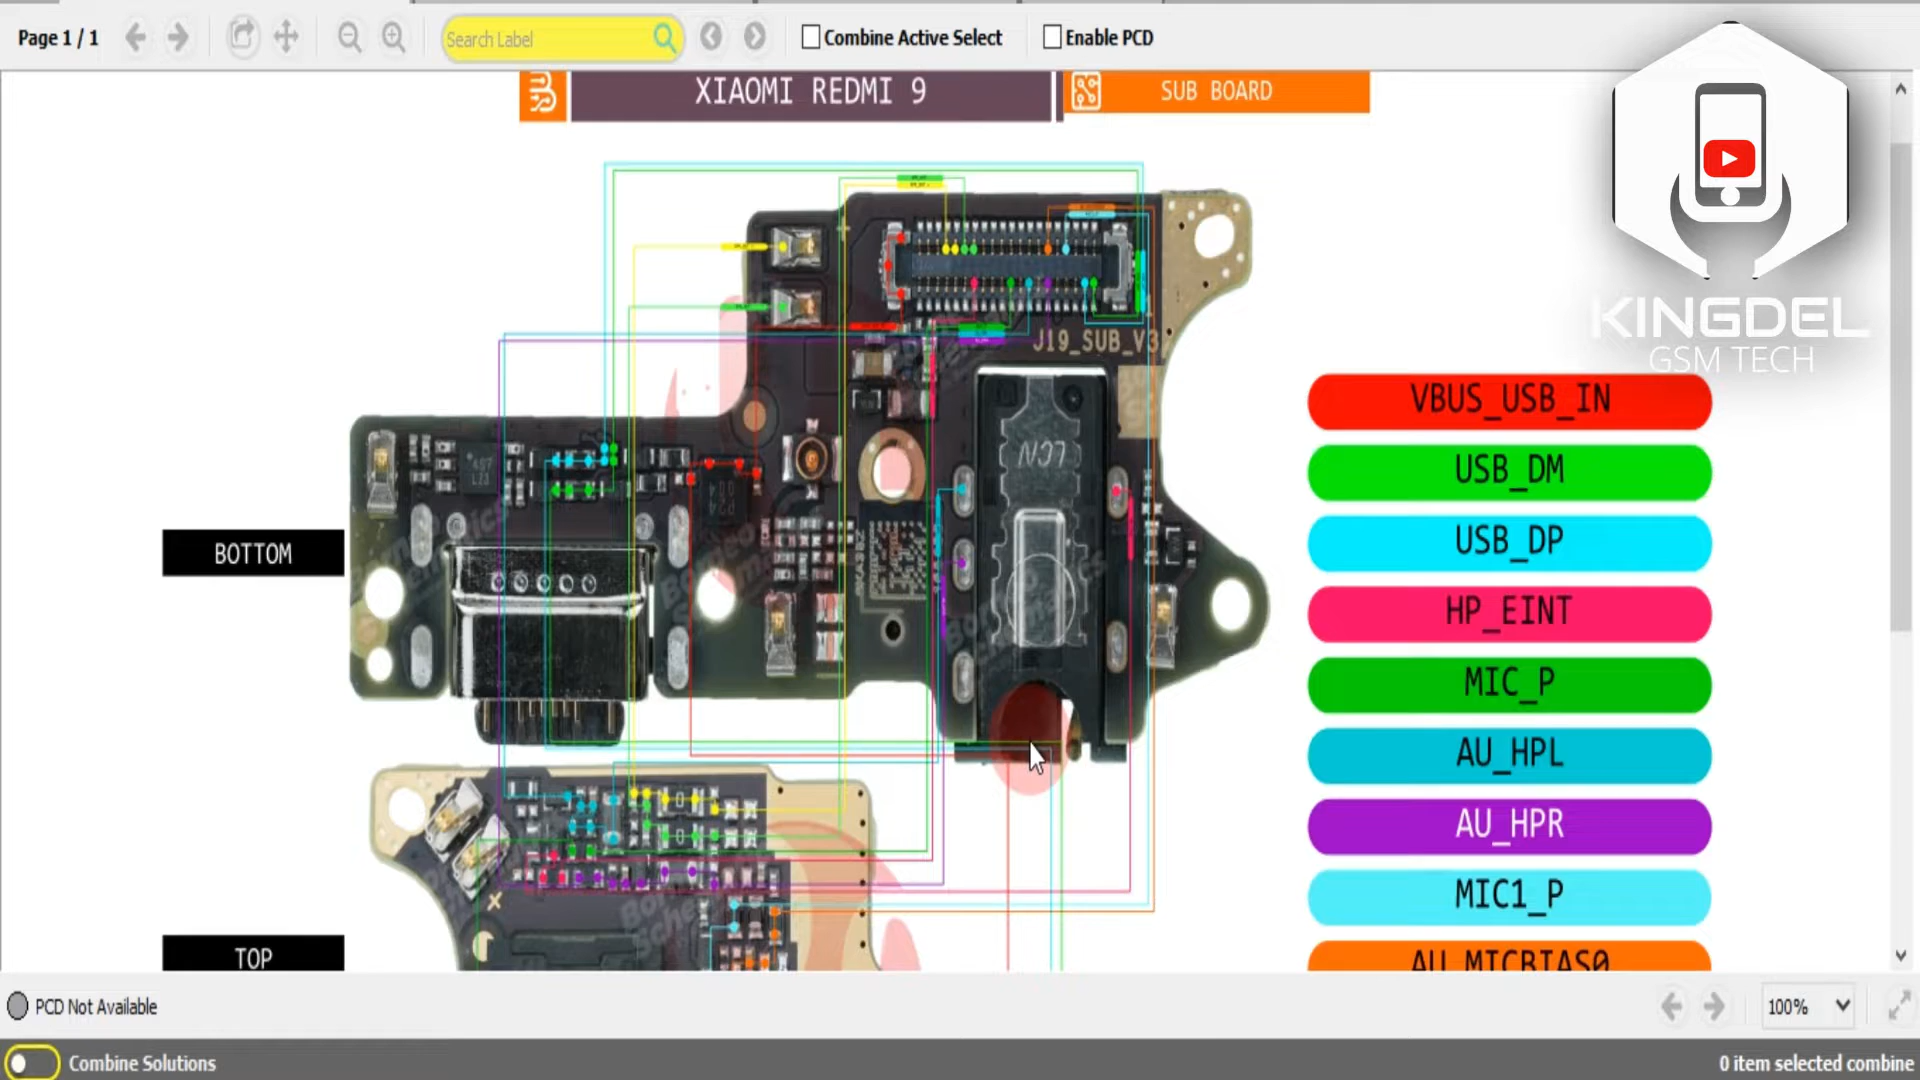 Page 1 / 1
Search Label
Combine Active Select
Enable PCD
XIAOMI REDMI 9
SUB BOARD
KINGDEL
GSM TECH
J19_SUB_V3
LCN
VBUS_USB_IN
USB_DM
USB_DP
HP_EINT
MIC_P
AU_HPL
AU_HPR
MIC1_P
AU_MICBIAS0
BOTTOM
TOP
PCD Not Available
100%
Combine Solutions
0 item selected combine